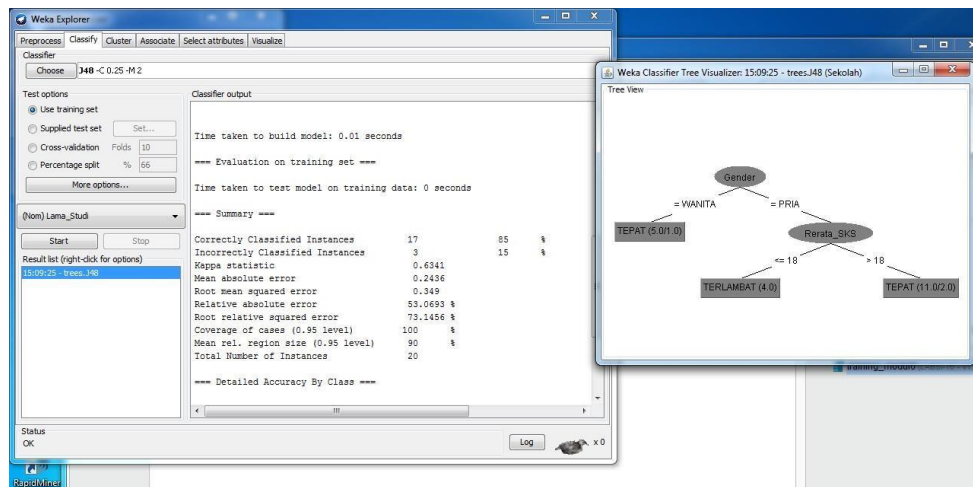 Weka Explorer
Preprocess Classify Cluster Associate Select attributes Visualize
Classifier
Choose J48 -C 0.25 -M 2
Test options
Use training set
Supplied test set Set...
Cross-validation Folds 10
Percentage split % 66
More options...
(Nom) Lama_Studi
Start Stop
Result list (right-click for options)
15:09:25 - trees.J48
Classifier output
Time taken to build model: 0.01 seconds
=== Evaluation on training set ===
Time taken to test model on training data: 0 seconds
=== Summary ===
Correctly Classified Instances 17 85 %
Incorrectly Classified Instances 3 15 %
Kappa statistic 0.6341
Mean absolute error 0.2436
Root mean squared error 0.349
Relative absolute error 53.0693 %
Root relative squared error 73.1456 %
Coverage of cases (0.95 level) 100 %
Mean rel. region size (0.95 level) 90 %
Total Number of Instances 20
=== Detailed Accuracy By Class ===
Status
OK
Log x 0
Weka Classifier Tree Visualizer: 15:09:25 - trees.J48 (Sekolah)
Tree View
Gender
= WANITA = PRIA
TEPAT (5.0/1.0) Rerata_SKS
<= 18 > 18
TERLAMBAT (4.0) TEPAT (11.0/2.0)
RapidMiner